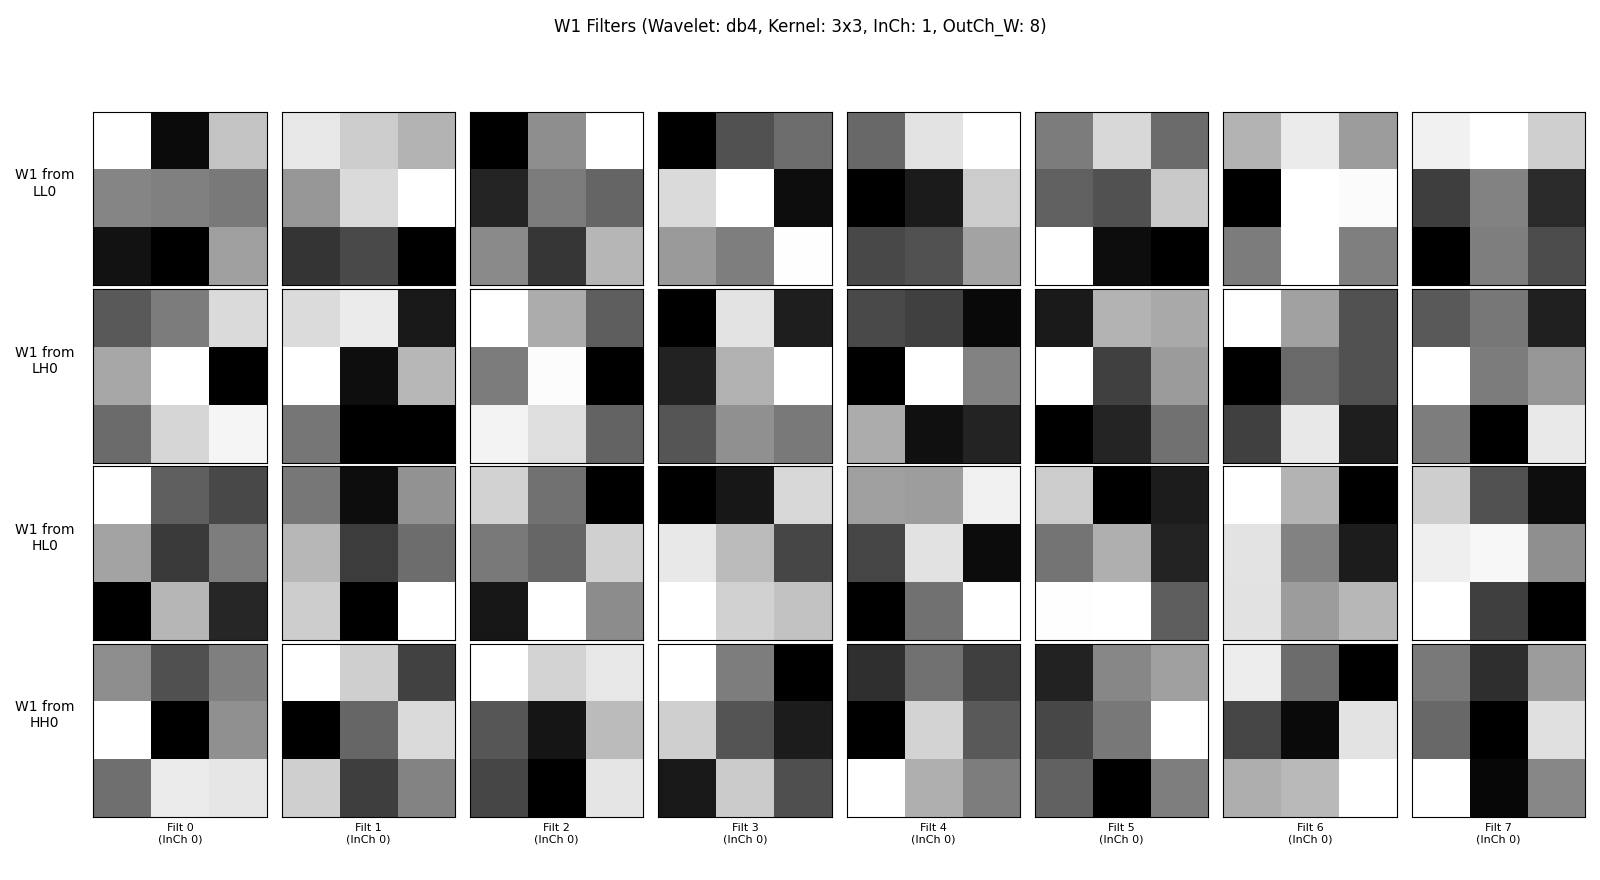 W1 Filters (Wavelet: db4, Kernel: 3x3, InCh: 1, OutCh_W: 8)
W1 from
LL0
W1 from
LH0
W1 from
HL0
W1 from
HH0
Filt 0
(InCh 0)
Filt 1
(InCh 0)
Filt 2
(InCh 0)
Filt 3
(InCh 0)
Filt 4
(InCh 0)
Filt 5
(InCh 0)
Filt 6
(InCh 0)
Filt 7
(InCh 0)